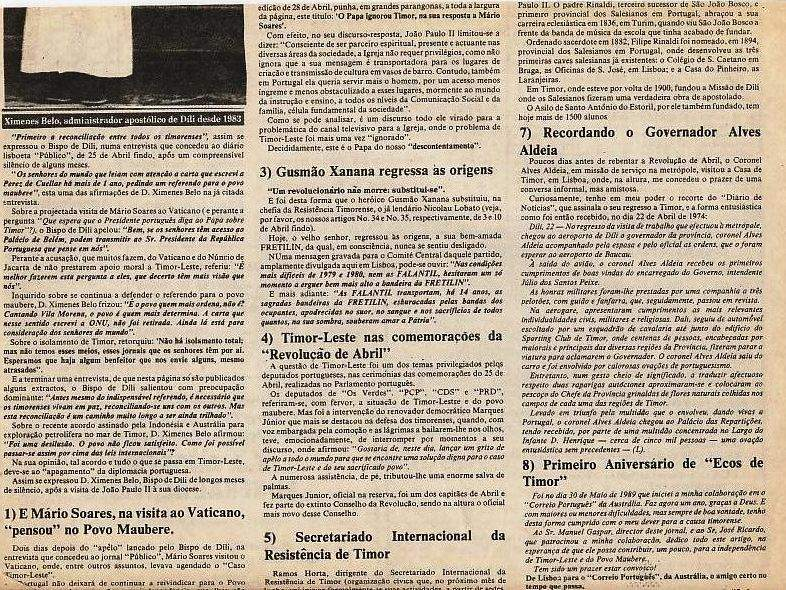 Ximenes Belo, administrador apostólico de Díli desde 1983
"Primeiro a reconciliação entre todos os timorenses", assim se
expressou o Bispo de Díli, numa entrevista que concedeu ao diário
lisboeta "Público", de 25 de Abril findo, após um compreensível
silêncio de alguns meses.
"Os senhores do mundo que leiam com atenção a carta que escrevi a
Perez de Cuellar há mais de 1 ano, pedindo um referendo para o povo
maubere", esta uma das afirmações de D. Ximenes Belo na já citada
entrevista.
Sobre a projectada visita de Mário Soares ao Vaticano e perante a
pergunta "Que espera que o Presidente português diga ao Papa sobre
Timor"?), o Bispo de Díli apelou: "Bem, se os senhores têm acesso ao
Palácio de Belém, podem transmitir ao Sr. Presidente da República
Portuguesa que pense em nós".
Perante a acusação, que muitos fazem, do Vaticano e do Núncio de
Jacarta de não prestarem apoio moral a Timor-Leste, referiu: "É
melhor fazerem esta pergunta a eles, que decerto têm mais visão que
nós".
Inquirido sobre se continua a defender o referendo para o povo
maubere, D. Ximenes Belo frizou: "É o povo quem mais ordena, não é?
Cantando Vila Morena, o povo é quem mais determina. A carta que
nesse sentido escrevi a ONU, não foi retirada. Ainda lá está para
consideração dos senhores do mundo".
Sobre o isolamento de Timor, retorquiu: 'Não há isolamento total;
mas não temos esses meios, esses jornais que os senhores têm por aí.
Esperamos que haja algum benfeitor que nos envie alguns, mesmo
atrasados".
E a terminar uma entrevista, de que nesta página só são publicados
alguns extractos, o Bispo de Díli salientou com preocupação
dominante: "Antes mesmo do indispensável referendo, é necessário que
os timorenses vivam em paz, reconciliando-se uns com os outros. Mas
esta reconciliação é um caminho muito longo a ser ainda trilhado".
Sobre o recente acordo assinado pela Indonésia e Austrália para
exploração petrolífera no mar de Timor, D. Ximenes Belo afirmou:
"Foi uma desilusão. O povo não ficou satisfeito. Como foi possível
passar-se assim por cima das leis internacionais"?
Na sua opinião, tal acordo e tudo o que se passa em Timor-Leste,
deve-se ao "apagamento" da diplomacia portuguesa.
Assim se expressou D. Ximenes Belo, Bispo de Díli de longos meses
de silêncio, após a visita de João Paulo II à sua diocese.
1) E Mário Soares, na visita ao Vaticano,
"pensou" no Povo Maubere.
Dois dias depois do "apêlo" lançado pelo Bispo de Díli, na
entrevista que concedeu ao jornal "Público", Mário Soares visitou o
Vaticano, onde, entre outros assuntos, levava agendado o "Caso
Timor-Leste".
Portugal não deixará de continuar a reivindicar para o Povo
edição de 28 de Abril, punha, em grandes parangonas, a toda a largura
da página, este título: 'O Papa ignorou Timor, na sua resposta a Mário
Soares'.
Com efeito, no seu discurso-resposta, João Paulo II limitou-se a
dizer: "Consciente de ser parceiro espiritual, presente e actuante nas
diversas áreas da sociedade, a Igreja não requer privilégios, como não
ignora que a sua mensagem é transportadora para os lugares de
criação e transmissão de cultura em vasos de barro. Contudo, também
em Portugal ela queria servir mais o homem, por um acesso menos
íngreme e menos obstaculizado a esses lugares, mormente ao mundo
da instrução e ensino, a todos os níveis da Comunicação Social e da
família, célula fundamental da sociedade".
Como se pode analisar, é um discurso todo ele virado para a
problemática do canal televisivo para a Igreja, onde o problema de
Timor-Leste foi mais uma vez "ignorado".
Decididamente, este é o Papa do nosso "descontentamento".
3) Gusmão Xanana regressa às origens
"Um revolucionário não morre: substitui-se".
E foi desta forma que o heróico Gusmão Xanana substituiu, na
chefia da Resistência Timorense, o já lendário Nicolau Lobato (veja,
por favor, os nossos artigos No. 34 e No. 35, respectivamente, de 3 e 10
de Abril findo).
Hoje, o velho senhor, regressou às origens, a sua bem-amada
FRETILIN, da qual, em consciência, nunca se sentiu desligado.
NUma mensagem gravada para o Comité Central daquele partido,
amplamente divulgada aqui em Lisboa, pode-se ouvir: "Nas condições
mais difíceis de 1979 e 1980, nem as FALANTIL, hesitaram um só
momento a erguer bem mais alto a bandeira da FRETILIN".
E mais adiante: "As FALANTIL transportam, há 14 anos, as
sagradas bandeiras da FRETILIN, esburacadas pelas bandas dos
ocupantes, apodrecidas no suor, no sangue e nos sacrifícios de todos
quantos, na sua sombra, souberam amar a Pátria".
4) Timor-Leste nas comemorações da
"Revolução de Abril"
A questão de Timor-Leste foi um dos temas privilegiados pelos
deputados portugueses, nas cerimónias das comemorações do 25 de
Abril, realizadas no Parlamento português.
Os deputados de "Os Verdes". "PCP", "CDS" e "PRD",
referiram-se, com fervor, a situação de Timor-Lestre e do povo
maubere. Mas foi a intervenção do renovador democrático Marques
Júnior que mais se destacou na defesa dos timorenses, quando, com
voz embargada pela comoção e as lágrimas a bailarem-lhe nos olhos,
teve, emocionalmente, de interromper por momentos a seu
discurso, onde afirmou: "Gostaria de, neste dia, lançar um grito de
apêlo a todo o mundo para que se encontre uma solução digna para o caso
de Timor-Leste e do seu sacrificado povo".
A numerosa assistência, de pé, tributou-lhe enorme salva de
palmas.
Marques Junior, oficial na reserva, foi um dos capitães de Abril e
fez parte do extinto Conselho da Revolução, sendo na altura o oficial
mais novo desse Conselho.
5) Secretariado Internacional da
Resistência de Timor
Ramos Horta, dirigente do Secretariado Internacional da
Resistência de Timor (organização cívica que, no próximo mês de
Paulo II. O padre Rinaldi, terceiro sucessor de São João Bosco, e
primeiro provincial dos Salesianos em Portugal, abraçou a sua
carreira eclesiástica em 1836, em Turim, quando viu São João Bosco a
frente da banda de música da escola que tinha acabado de fundar.
Ordenado sacerdote em 1882, Filipe Rinaldi foi nomeado, em 1894,
provincial dos Salesianos em Portugal, onde desenvolveu as três
primeiras caves salesianas já existentes: o Colégio de S. Caetano em
Braga, as Oficinas de S. José, em Lisboa; e a Casa do Pinheiro, as
Laranjeiras.
Em Timor, onde esteve por volta de 1900, fundou a Missão de Díli
onde os Salesianos fizeram uma verdadeira obra de apostolado.
O Asilo de Santo António do Estoril, por ele também fundado, tem
hoje mais de 1500 alunos
7) Recordando o Governador Alves
Aldeia
Poucos dias antes de rebentar a Revolução de Abril, o Coronel
Alves Aldeia, em missão de serviço na metrópole, visitou a Casa de
Timor, em Lisboa, onde, na altura, me concedeu o prazer de uma
conversa informal, mas amistosa.
Curiosamente, tenho em meu poder o recorte do "Diário de
Notícias", que assinala o seu regresso a Timor, e a forma entusiástica
como foi então recebido, no dia 22 Abril de 1974:
Díli, 22 — No regresso da visita de trabalho que efectuou à metrópole,
chegou ao aeroporto de Díli o governador da província, coronel Alves
Aldeia acompanhado pela esposa e pelo oficial as ordens, que o foram
esperar ao aeroporto de Baucau.
À saída do avião, o coronel Alves Aldeia recebeu os primeiros
cumprimentos de boas vindas do encarregado do Governo, intendente
Júlio dos Santos Peixe.
As honras militares foram-lhe prestadas por uma companhia a três
pelotões, com guião e fanfarra, que, seguidamente, passou em revista.
Na aerogare, apresentaram cumprimentos as mais relevantes
individualidades civis, militares e religiosas. Dali, seguiu de automóvel
escoltado por um esquadrão de cavalaria até junto do edifício do
Sporting Club de Timor, onde centenas de pessoas, encabeçadas por
maiorais e principais das diversas regiões da Província, fizeram parar a
viatura para aclamarem o Governador. O coronel Alves Aldeia saiu do
carro e foi envolvido por calorosas ovações de portuguesismo.
Entretanto, num gesto cheio de significado, a traduzir afectuoso
respeito duas raparigas autóctones aproximaram-se e colocaram ao
pescoço do Chefe da Província grinaldas de flores naturais colhidas nos
campos de cada uma das regiões de Timor.
Levado em triunfo pela multidão que o envolveu, dando vivas a
Portugal, o coronel Alves Aldeia chegou ao Palácio das Repartições,
sendo recebido, por parte de uma multidão concentrada no Largo do
Infante D. Henrique — cerca de cinco mil pessoas — uma ovação
entusiástica sem precedentes — (L).
8) Primeiro Aniversário de "Ecos de
Timor"
Foi no dia 30 de Maio de 1989 que iniciei a minha colaboração em o
"Correio Português" da Austrália. Faz agora um ano, graças a Deus. E
com maiores ou menores dificuldades, mas sempre de boa vontade, tenho
desta forma cumprido com o meu dever para a causa timorense.
Ao Sr. Manuel Gaspar, director deste jornal, e ao Sr. José Ricardo,
que patrocinou a minha colaboração, dedico todo este artigo, na
esperança de que ele possa contribuir, um pouco, para a independência
de Timor-Leste e do Povo Maubere.
Tem sido um prazer estar convosco!
De Lisboa para o "Correio Português", da Austrália, o amigo certo no
tempo que passa,